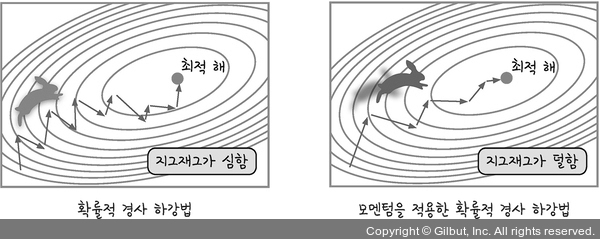 최적 해
지그재그가 심함
확률적 경사 하강법
최적 해
지그재그가 덜함
모멘텀을 적용한 확률적 경사 하강법
Copyright © Gilbut, Inc. All rights reserved.